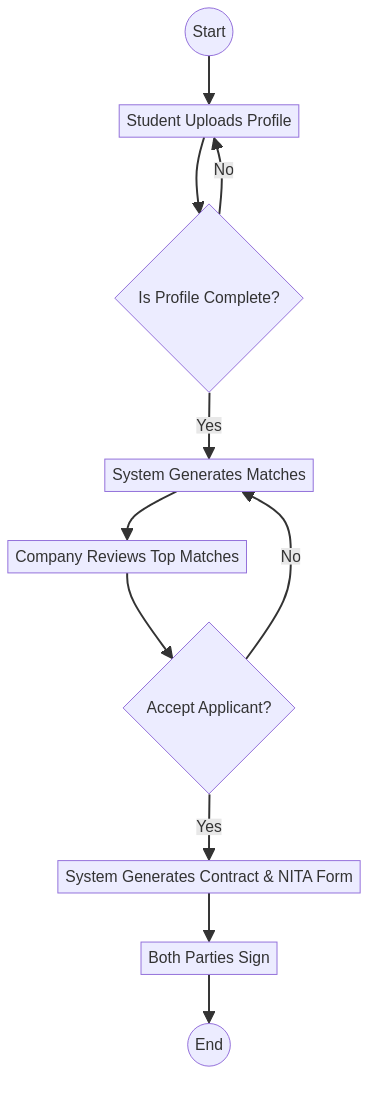 Start
Student Uploads Profile
No
Is Profile Complete?
Yes
System Generates Matches
Company Reviews Top Matches
No
Accept Applicant?
Yes
System Generates Contract & NITA Form
Both Parties Sign
End